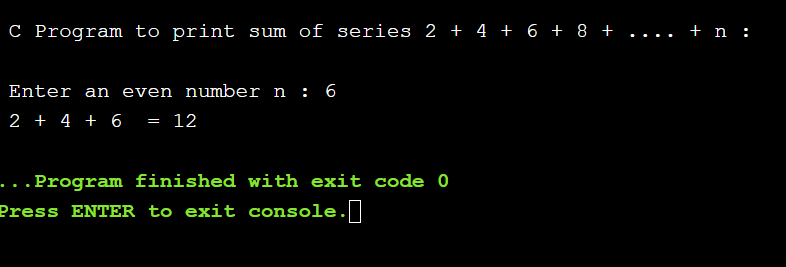 C Program to print sum of series 2 + 4 + 6 + 8 + .... + n :
Enter an even number n : 6
2 + 4 + 6  = 12
...Program finished with exit code 0
Press ENTER to exit console.